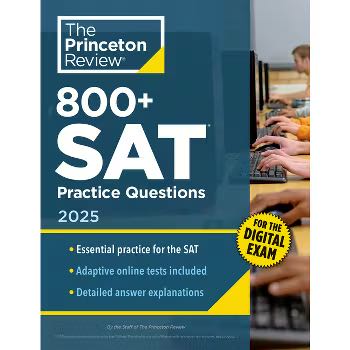 The
Princeton
Review®
800+
SAT®
Practice Questions
2025
FOR THE
DIGITAL
EXAM
• Essential practice for the SAT
• Adaptive online tests included
• Detailed answer explanations
By the Staff of The Princeton Review